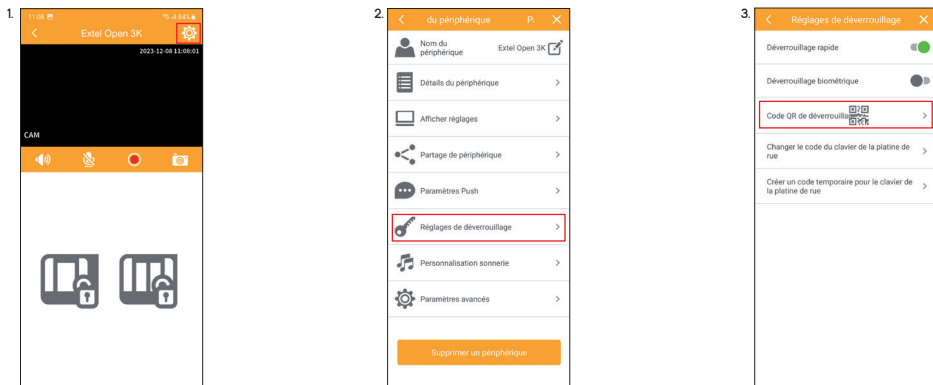 1.
11:08
84%
Extel Open 3K
2023-12-08 11:08:01
CAM
2.
du périphérique P.
Nom du
périphérique
Extel Open 3K
Détails du périphérique
Afficher réglages
Partage de périphérique
Paramètres Push
Réglages de déverrouillage
Personnalisation sonnerie
Paramètres avancés
Supprimer un périphérique
3.
Réglages de déverrouillage
Déverrouillage rapide
Déverrouillage biométrique
Code QR de déverrouillage
Changer le code du clavier de la platine de
rue
Créer un code temporaire pour le clavier de
la platine de rue